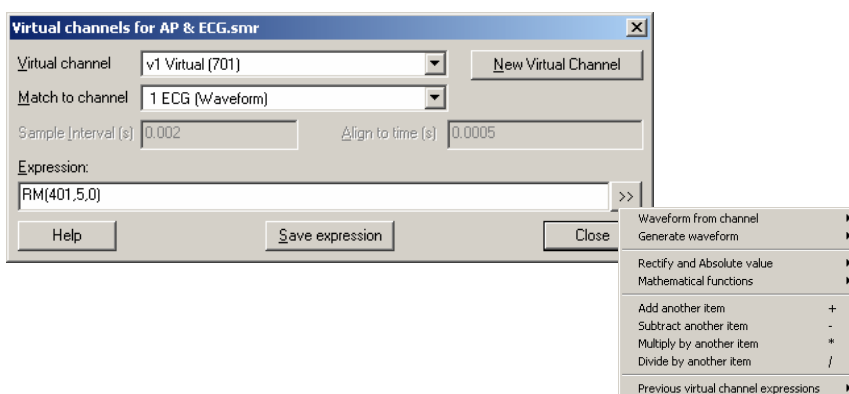 Virtual channels for AP & ECG.smr
Virtual channel v1 Virtual (701) New Virtual Channel
Match to channel 1 ECG (Waveform)
Sample Interval (s) 0.002 Align to time (s) 0.0005
Expression:
RM(401,5,0) >>
Help Save expression Close
Waveform from channel
Generate waveform
Rectify and Absolute value
Mathematical functions
Add another item +
Subtract another item -
Multiply by another item *
Divide by another item /
Previous virtual channel expressions